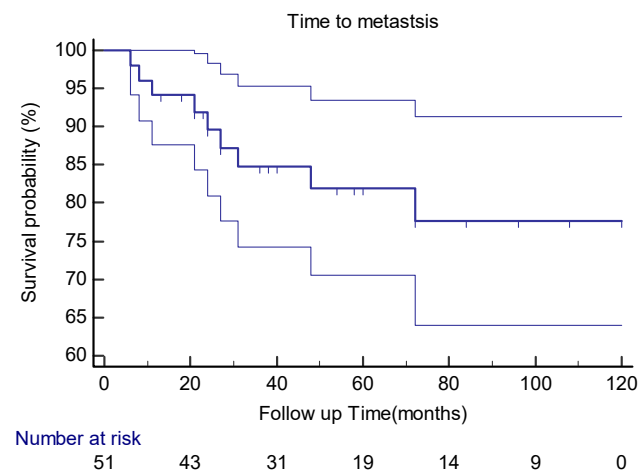 Time to metastsis
Survival probability (%)
100
95
90
85
80
75
70
65
60
0 20 40 60 80 100 120
Follow up Time(months)
Number at risk
51 43 31 19 14 9 0